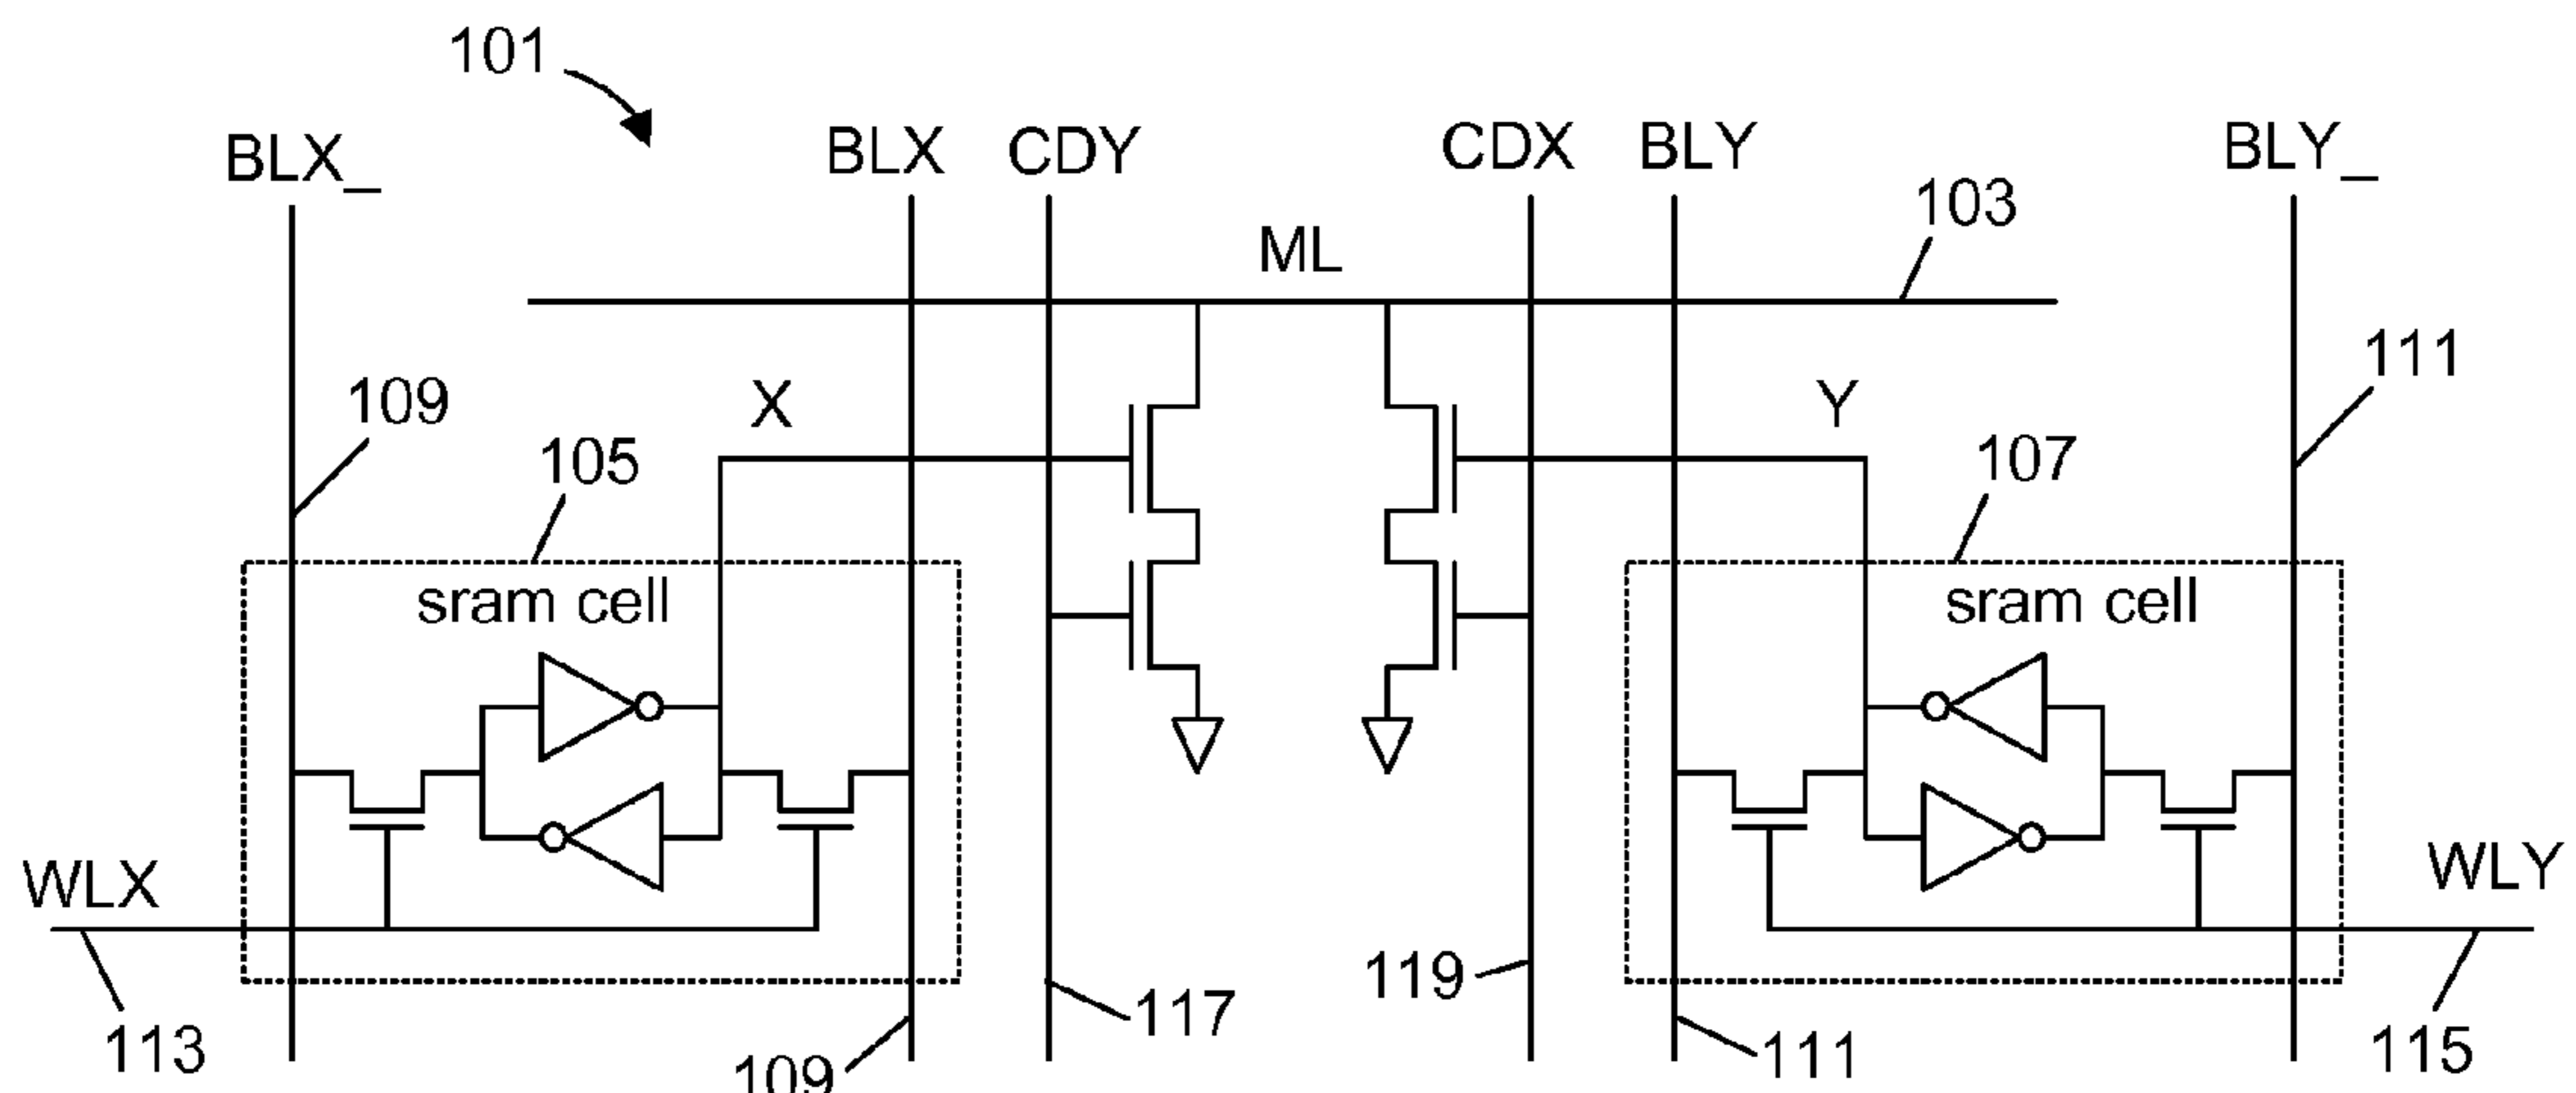 101
BLX_
BLX
CDY
CDX
BLY
BLY_
103
ML
111
109
X
Y
105
107
sram cell
sram cell
WLX
WLY
113
109
117
119
111
115